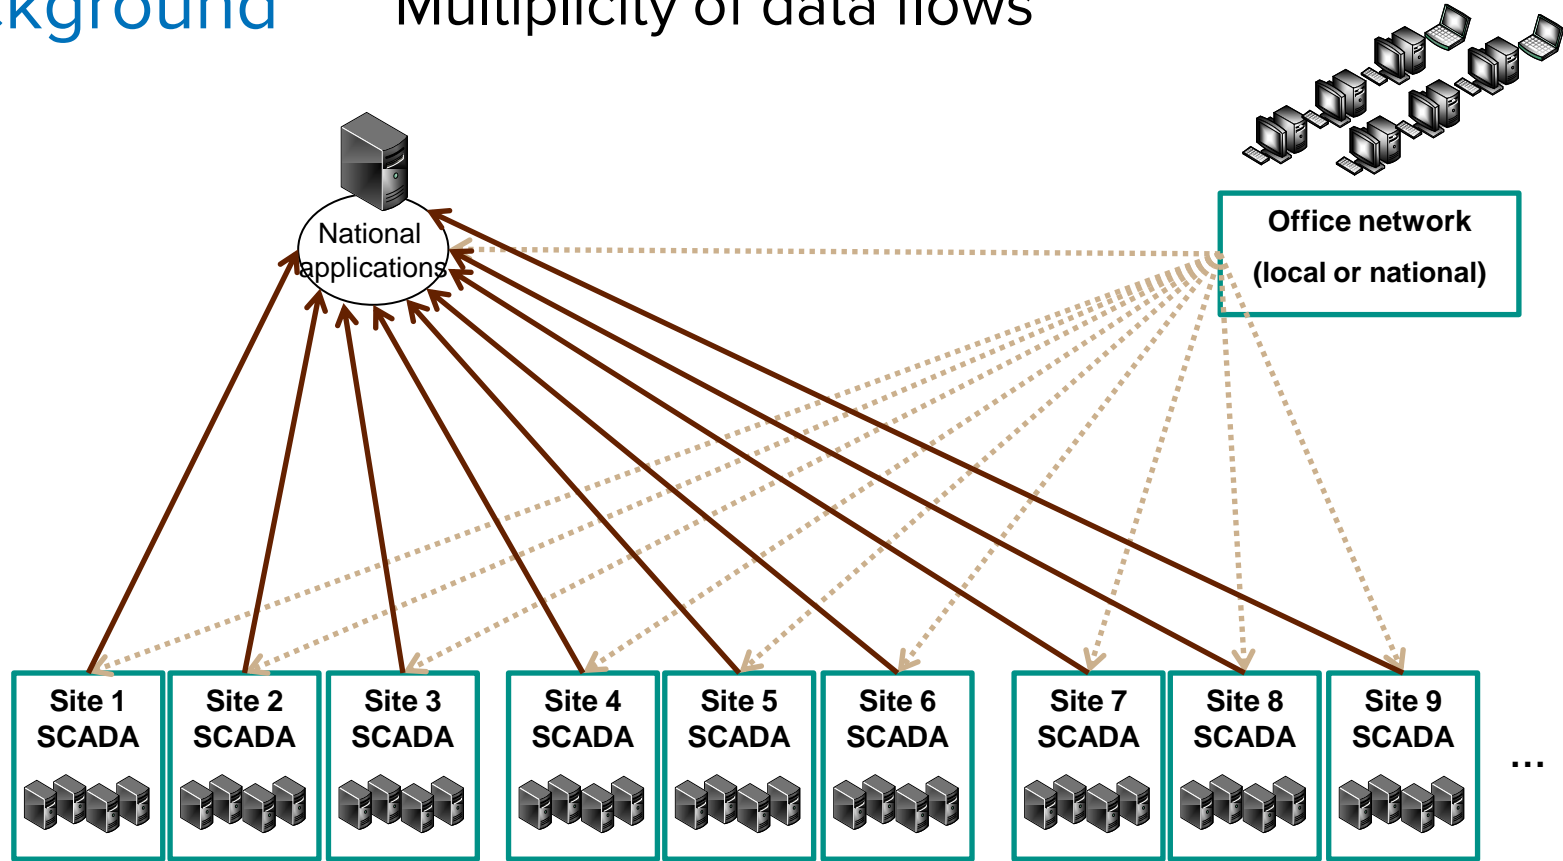 ckground
Multiplicity of data flows
National
applications
Office network
(local or national)
Site 1
SCADA
Site 2
SCADA
Site 3
SCADA
Site 4
SCADA
Site 5
SCADA
Site 6
SCADA
Site 7
SCADA
Site 8
SCADA
Site 9
SCADA
...